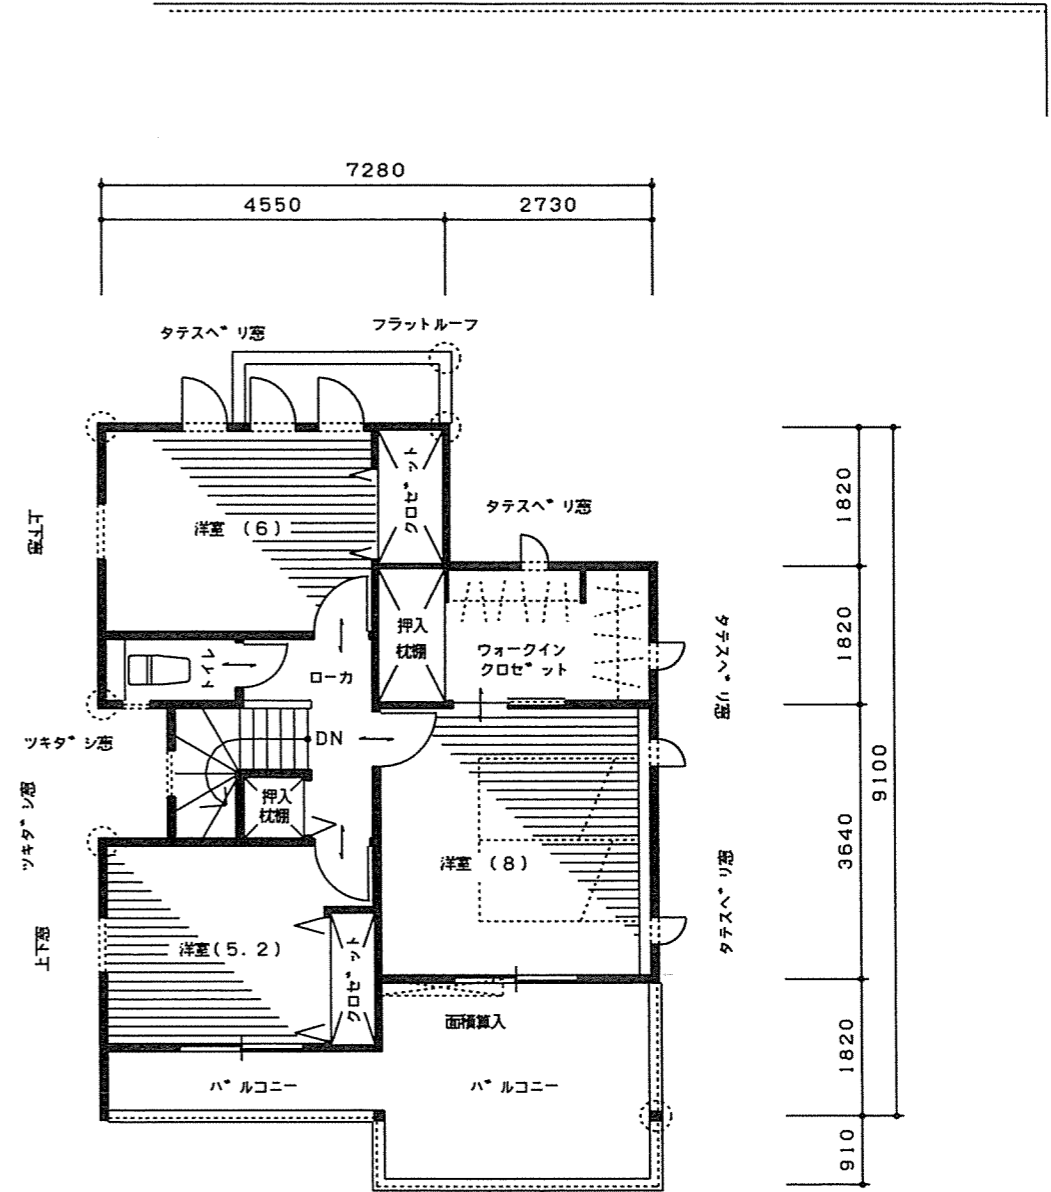 7280
4550
2730
タテスベリ窓
フラットルーフ
上下窓
洋室 (6)
クロゼット
タテスベリ窓
1820
押入
枕棚
ウォークイン
クロゼット
トイレ
ローカ
タテスベリ窓
1820
ツキダシ窓
DN
ツキダシ窓
押入
枕棚
洋室 (8)
3640
9100
タテスベリ窓
上下窓
洋室(5.2)
クロゼット
面積算入
バルコニー
バルコニー
1820
910